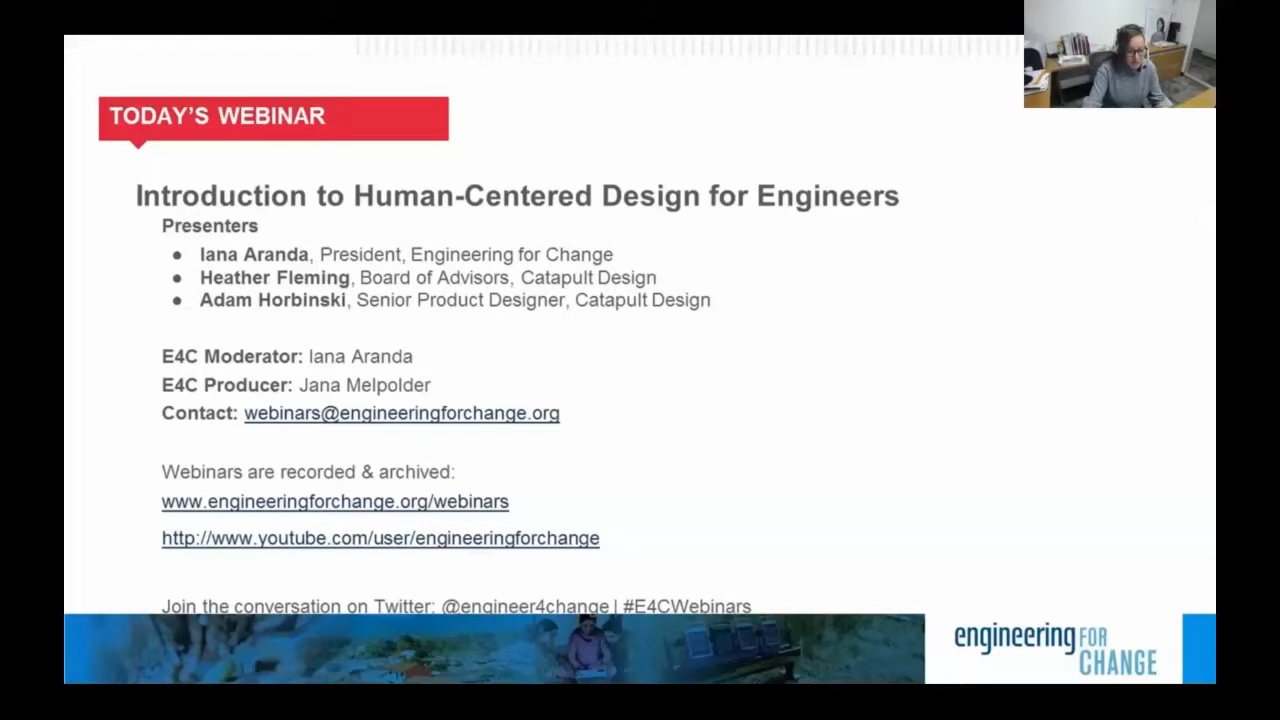 TODAY'S WEBINAR
Introduction to Human-Centered Design for Engineers
Presenters
● Iana Aranda, President, Engineering for Change
● Heather Fleming, Board of Advisors, Catapult Design
● Adam Horbinski, Senior Product Designer, Catapult Design
E4C Moderator: Iana Aranda
E4C Producer: Jana Melpolder
Contact: webinars@engineeringforchange.org
Webinars are recorded & archived:
www.engineeringforchange.org/webinars
http://www.youtube.com/user/engineeringforchange
Join the conversation on Twitter: @engineer4change | #E4CWebinars
engineering FOR
CHANGE